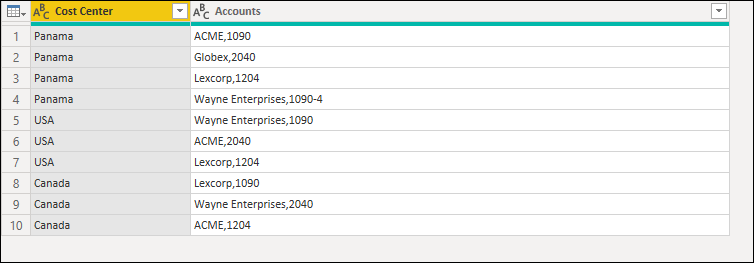 ABC Cost Center ABC Accounts
1 Panama ACME,1090
2 Panama Globex,2040
3 Panama Lexcorp,1204
4 Panama Wayne Enterprises,1090-4
5 USA Wayne Enterprises,1090
6 USA ACME,2040
7 USA Lexcorp,1204
8 Canada Lexcorp,1090
9 Canada Wayne Enterprises,2040
10 Canada ACME,1204